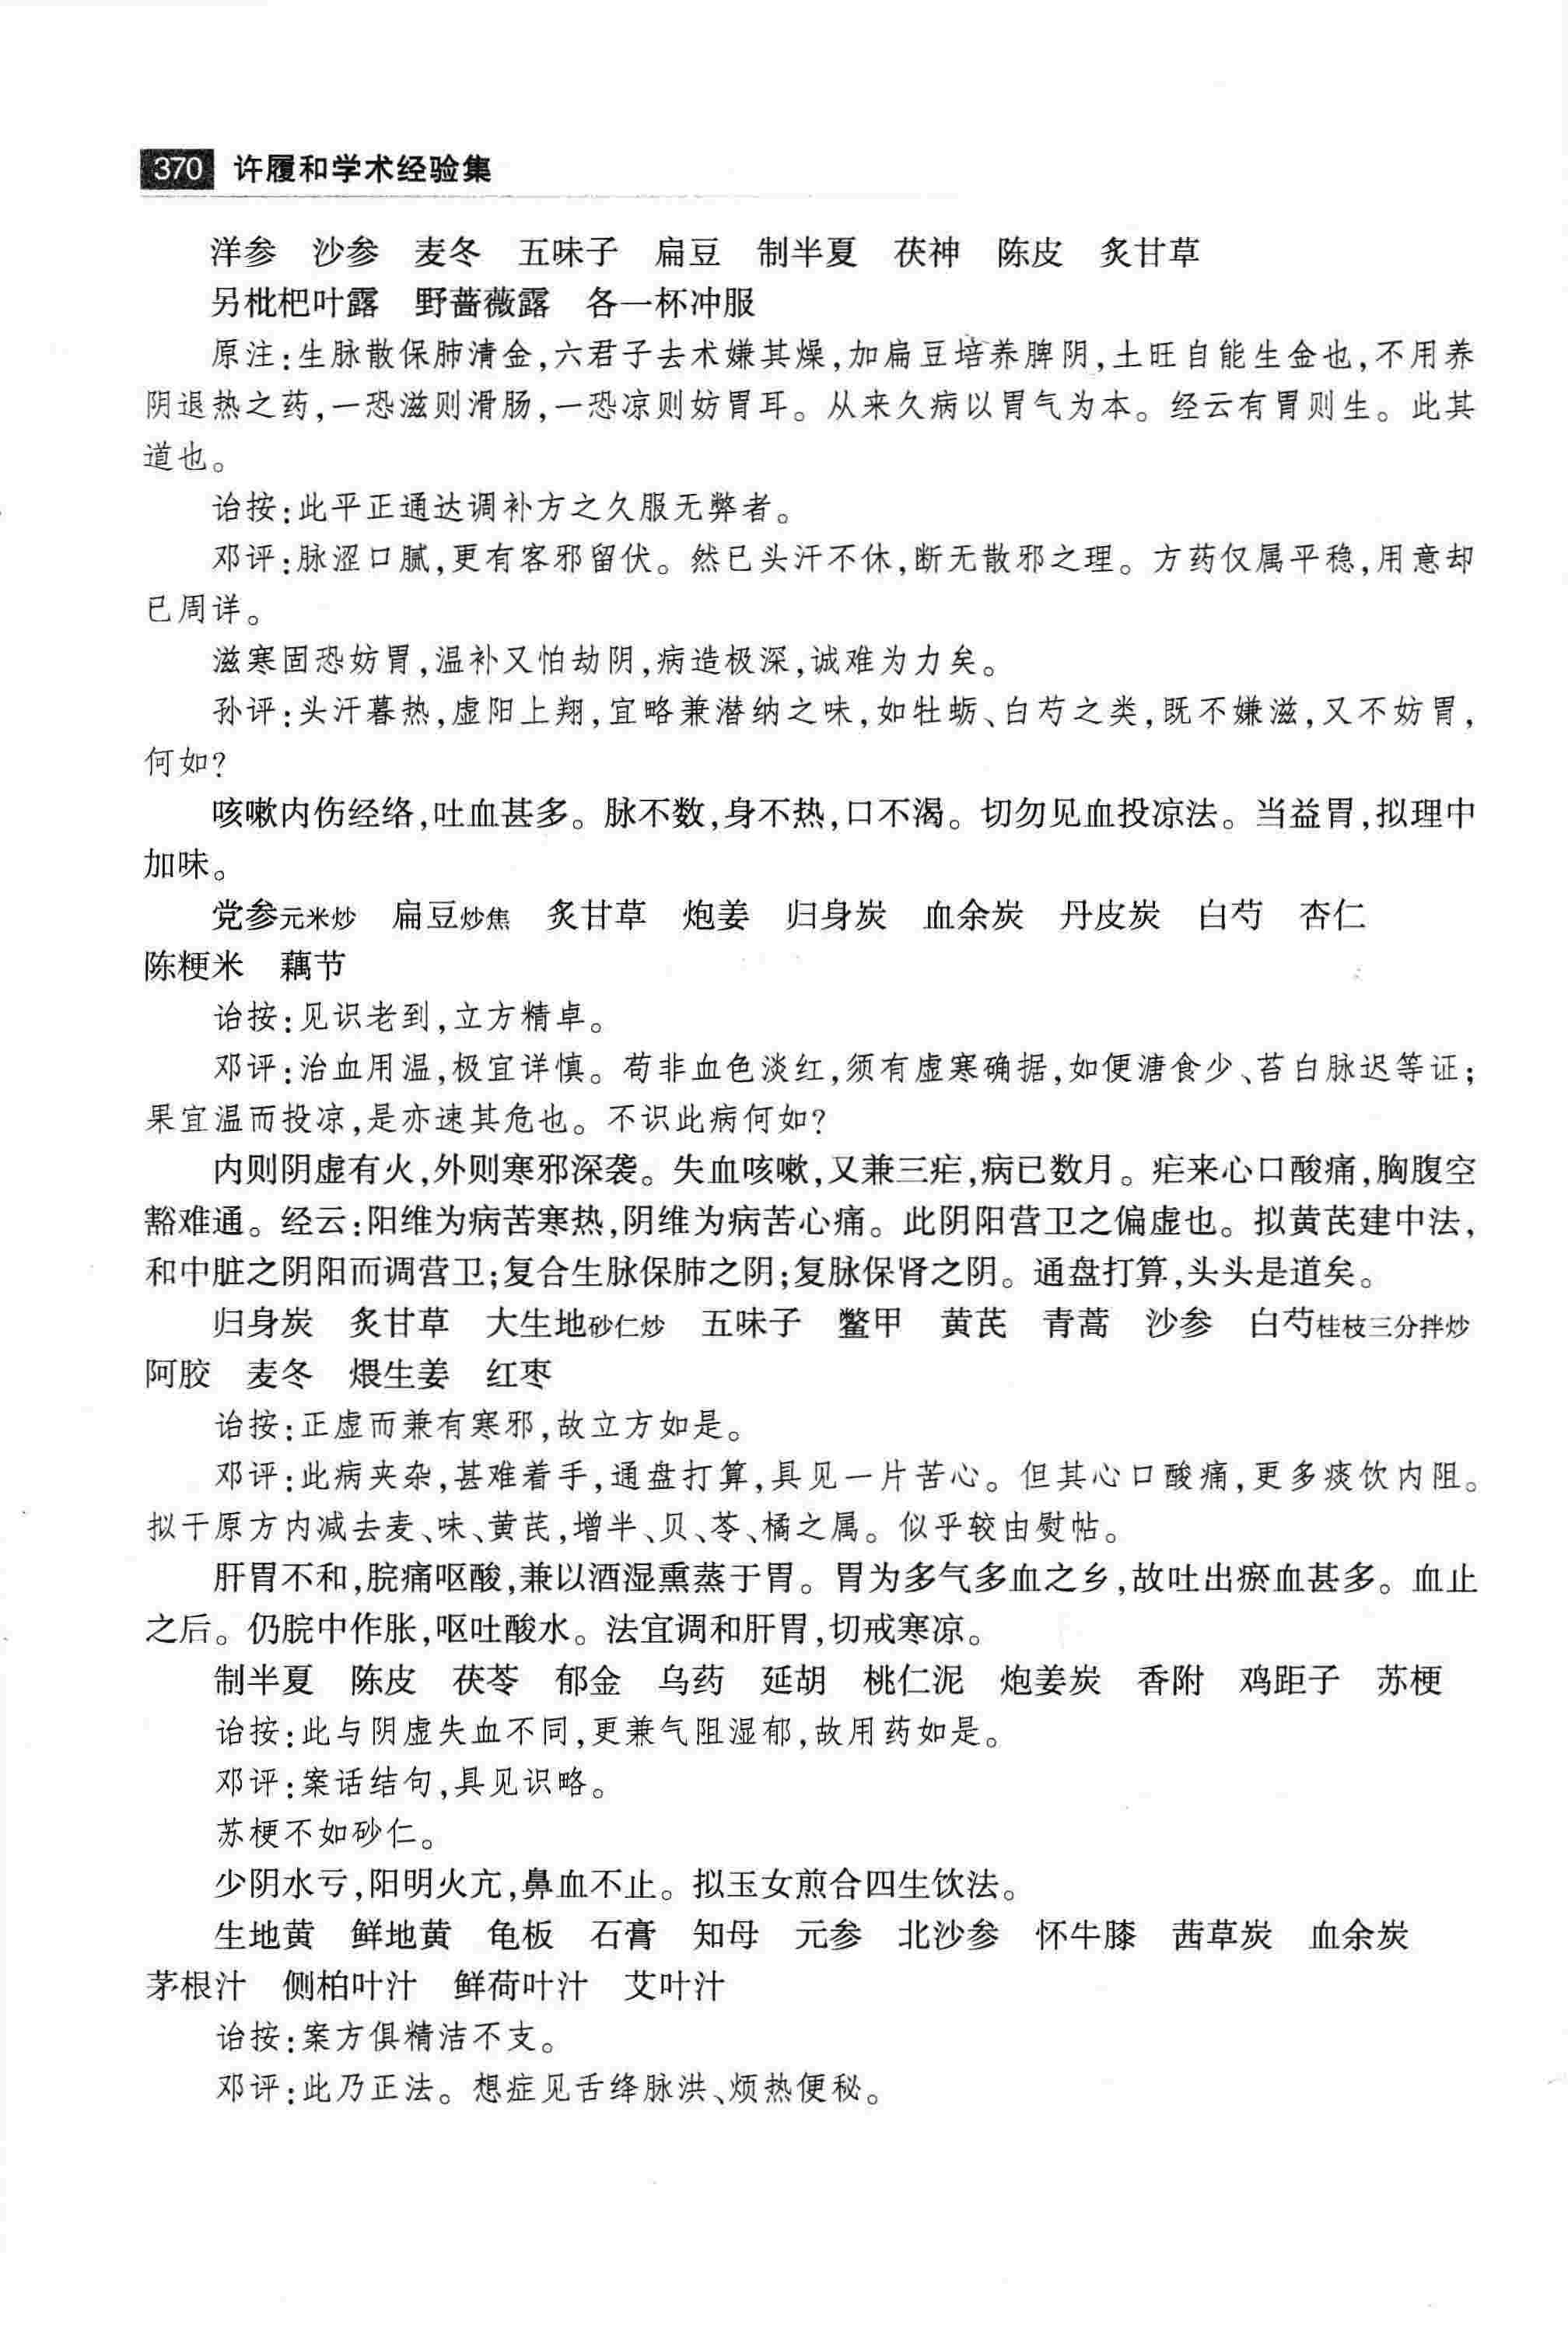 370 许履和学术经验集
洋参 沙参 麦冬 五味子 扁豆 制半夏 茯神 陈皮 炙甘草
另枇杷叶露 野蔷薇露 各一杯冲服
原注:生脉散保肺清金,六君子去术嫌其燥,加扁豆培养脾阴,土旺自能生金也,不用养
阴退热之药,一恐滋则滑肠,一恐凉则妨胃耳。从来久病以胃气为本。经云有胃则生。此其
道也。
诒按:此平正通达调补方之久服无弊者。
邓评:脉涩口腻,更有客邪留伏。然已头汗不休,断无散邪之理。方药仅属平稳,用意却
已周详。
滋寒固恐妨胃,温补又怕劫阴,病造极深,诚难为力矣。
孙评:头汗暮热,虚阳上翔,宜略兼潜纳之味,如牡蛎、白芍之类,既不嫌滋,又不妨胃,
何如?
咳嗽内伤经络,吐血甚多。脉不数,身不热,口不渴。切勿见血投凉法。当益胃,拟理中
加味。
党参元米炒 扁豆炒焦 炙甘草 炮姜 归身炭 血余炭 丹皮炭 白芍 杏仁
陈粳米 藕节
诒按:见识老到,立方精卓。
邓评:治血用温,极宜详慎。苟非血色淡红,须有虚寒确据,如便溏食少、苔白脉迟等证;
果宜温而投凉,是亦速其危也。不识此病何如?
内则阴虚有火,外则寒邪深袭。失血咳嗽,又兼三疟,病已数月。疟来心口酸痛,胸腹空
豁难通。经云:阳维为病苦寒热,阴维为病苦心痛。此阴阳营卫之偏虚也。拟黄芪建中法,
和中脏之阴阳而调营卫;复合生脉保肺之阴;复脉保肾之阴。通盘打算,头头是道矣。
归身炭 炙甘草 大生地砂仁炒 五味子 鳖甲 黄芪 青蒿 沙参 白芍桂枝三分拌炒
阿胶 麦冬 煨生姜 红枣
诒按:正虚而兼有寒邪,故立方如是。
邓评:此病夹杂,甚难着手,通盘打算,具见一片苦心。但其心口酸痛,更多痰饮内阻。
拟于原方内减去麦、味、黄芪,增半、贝、苓、橘之属。似乎较由熨帖。
肝胃不和,脘痛呕酸,兼以酒湿熏蒸于胃。胃为多气多血之乡,故吐出瘀血甚多。血止
之后。仍脘中作胀,呕吐酸水。法宜调和肝胃,切戒寒凉。
制半夏 陈皮 茯苓 郁金 乌药 延胡 桃仁泥 炮姜炭 香附 鸡距子 苏梗
诒按:此与阴虚失血不同,更兼气阻湿郁,故用药如是。
邓评:案话结句,具见识略。
苏梗不如砂仁。
少阴水亏,阳明火亢,鼻血不止。拟玉女煎合四生饮法。
生地黄 鲜地黄 龟板 石膏 知母 元参 北沙参 怀牛膝 茜草炭 血余炭
茅根汁 侧柏叶汁 鲜荷叶汁 艾叶汁
诒按:案方俱精洁不支。
邓评:此乃正法。想症见舌绛脉洪、烦热便秘。